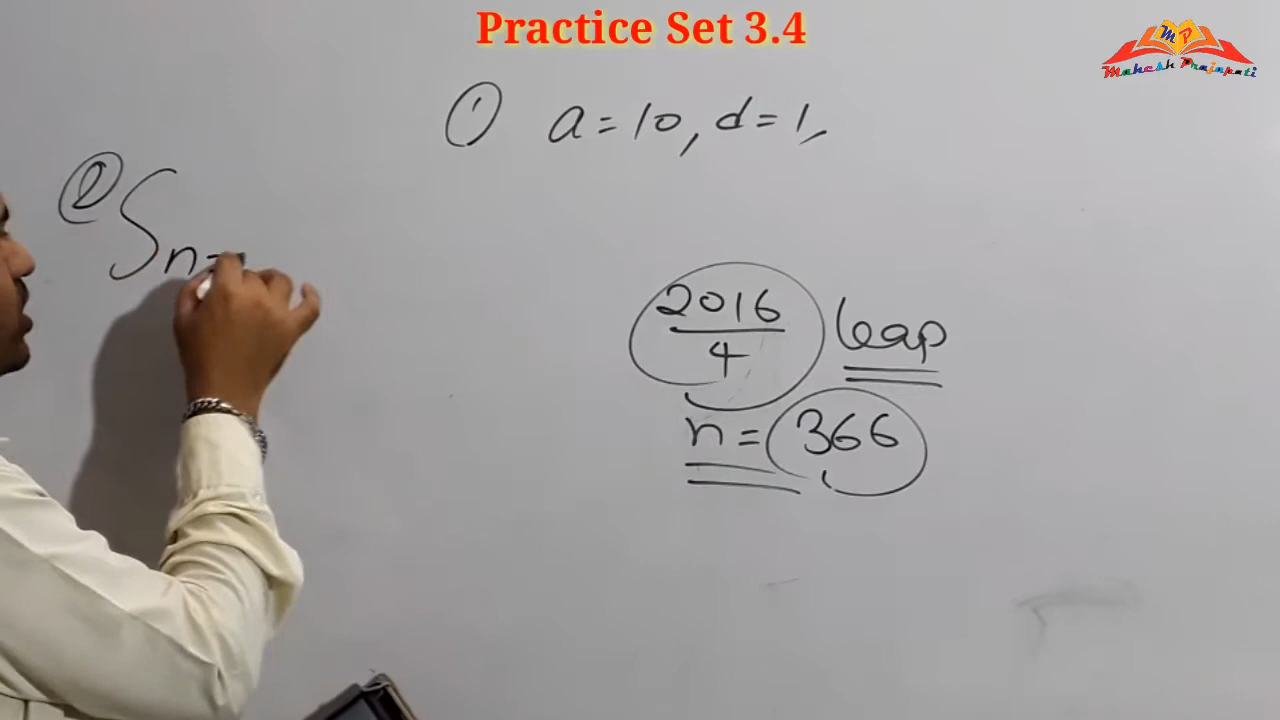 Practice Set 3.4
MP
Mahesh Prajapati
① a = 10, d = 1,
② Sn =
2016
4
leap
n = 366